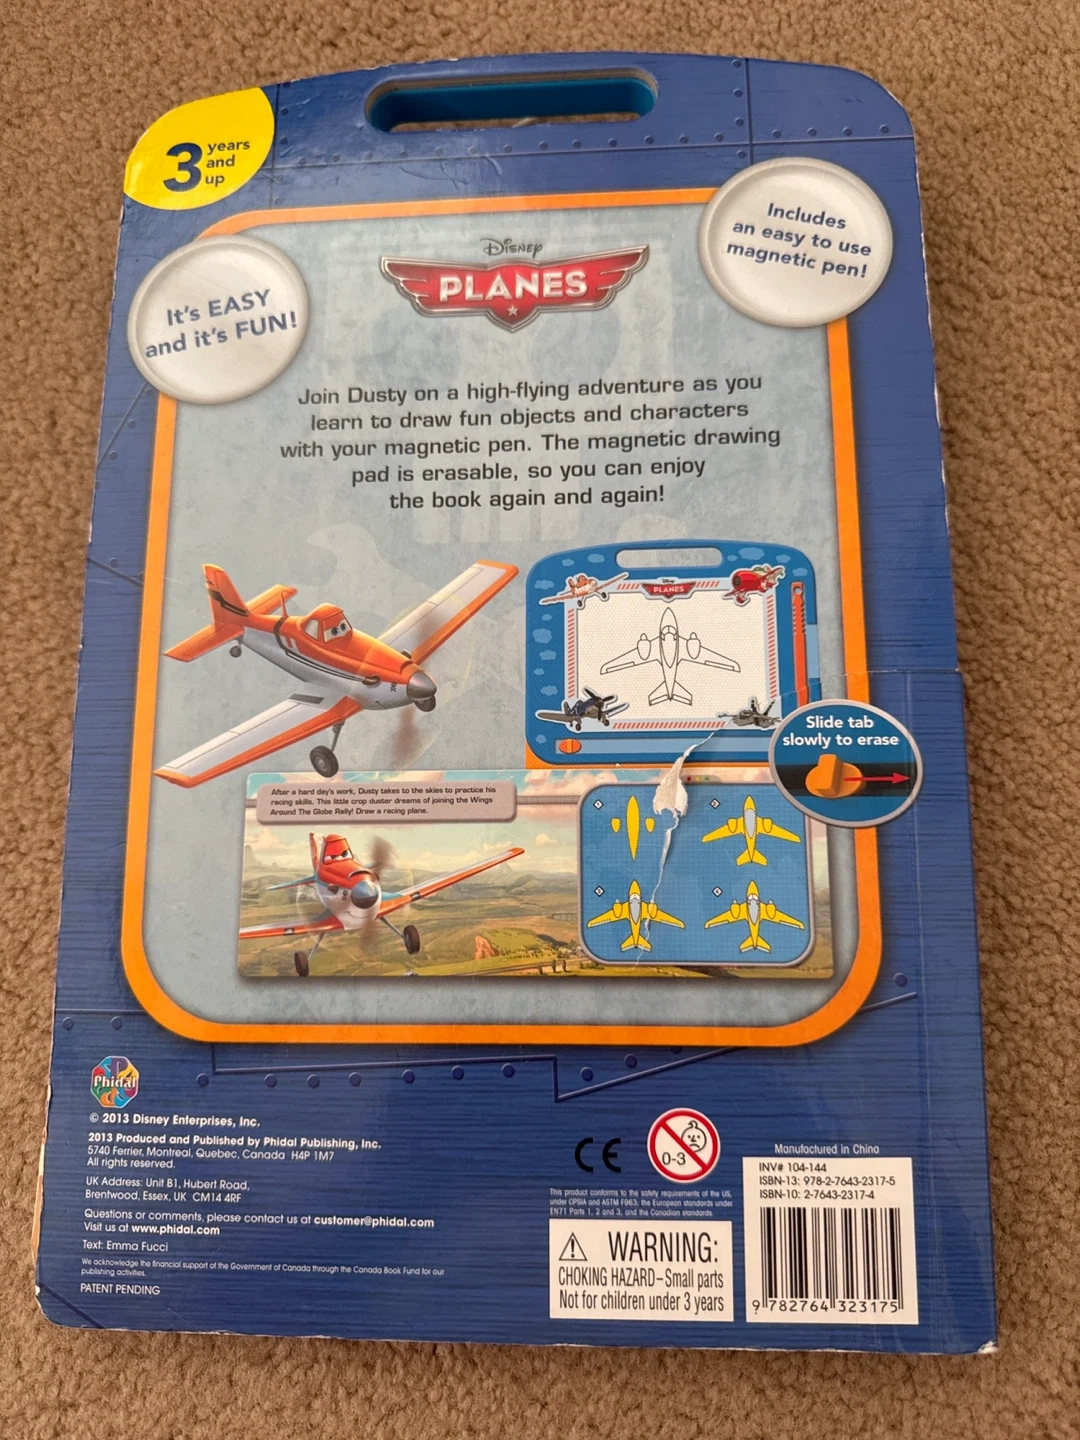 3 years
and
up
Includes
an easy to use
magnetic pen!
It's EASY
and it's FUN!
Disney
PLANES
Join Dusty on a high-flying adventure as you
learn to draw fun objects and characters
with your magnetic pen. The magnetic drawing
pad is erasable, so you can enjoy
the book again and again!
Disney
PLANES
Slide tab
slowly to erase
After a hard day's work, Dusty takes to the skies to practice his
racing skills. This little crop duster dreams of joining the Wings
Around The Globe Rally! Draw a racing plane.
1
2
3
4
Phidal
© 2013 Disney Enterprises, Inc.
2013 Produced and Published by Phidal Publishing, Inc.
5740 Ferrier, Montreal, Quebec, Canada H4P 1M7
All rights reserved.
UK Address: Unit B1, Hubert Road,
Brentwood, Essex, UK CM14 4RF
Questions or comments, please contact us at customer@phidal.com
Visit us at www.phidal.com
Text: Emma Fucci
We acknowledge the financial support of the Government of Canada through the Canada Book Fund for our
publishing activities.
PATENT PENDING
CE
0-3
This product conforms to the safety requirements of the US,
under CPSIA and ASTM F963; the European standards under
EN71 Parts 1, 2 and 3; and the Canadian standards.
WARNING:
CHOKING HAZARD–Small parts
Not for children under 3 years
Manufactured in China
INV# 104-144
ISBN-13: 978-2-7643-2317-5
ISBN-10: 2-7643-2317-4
9 782764 323175